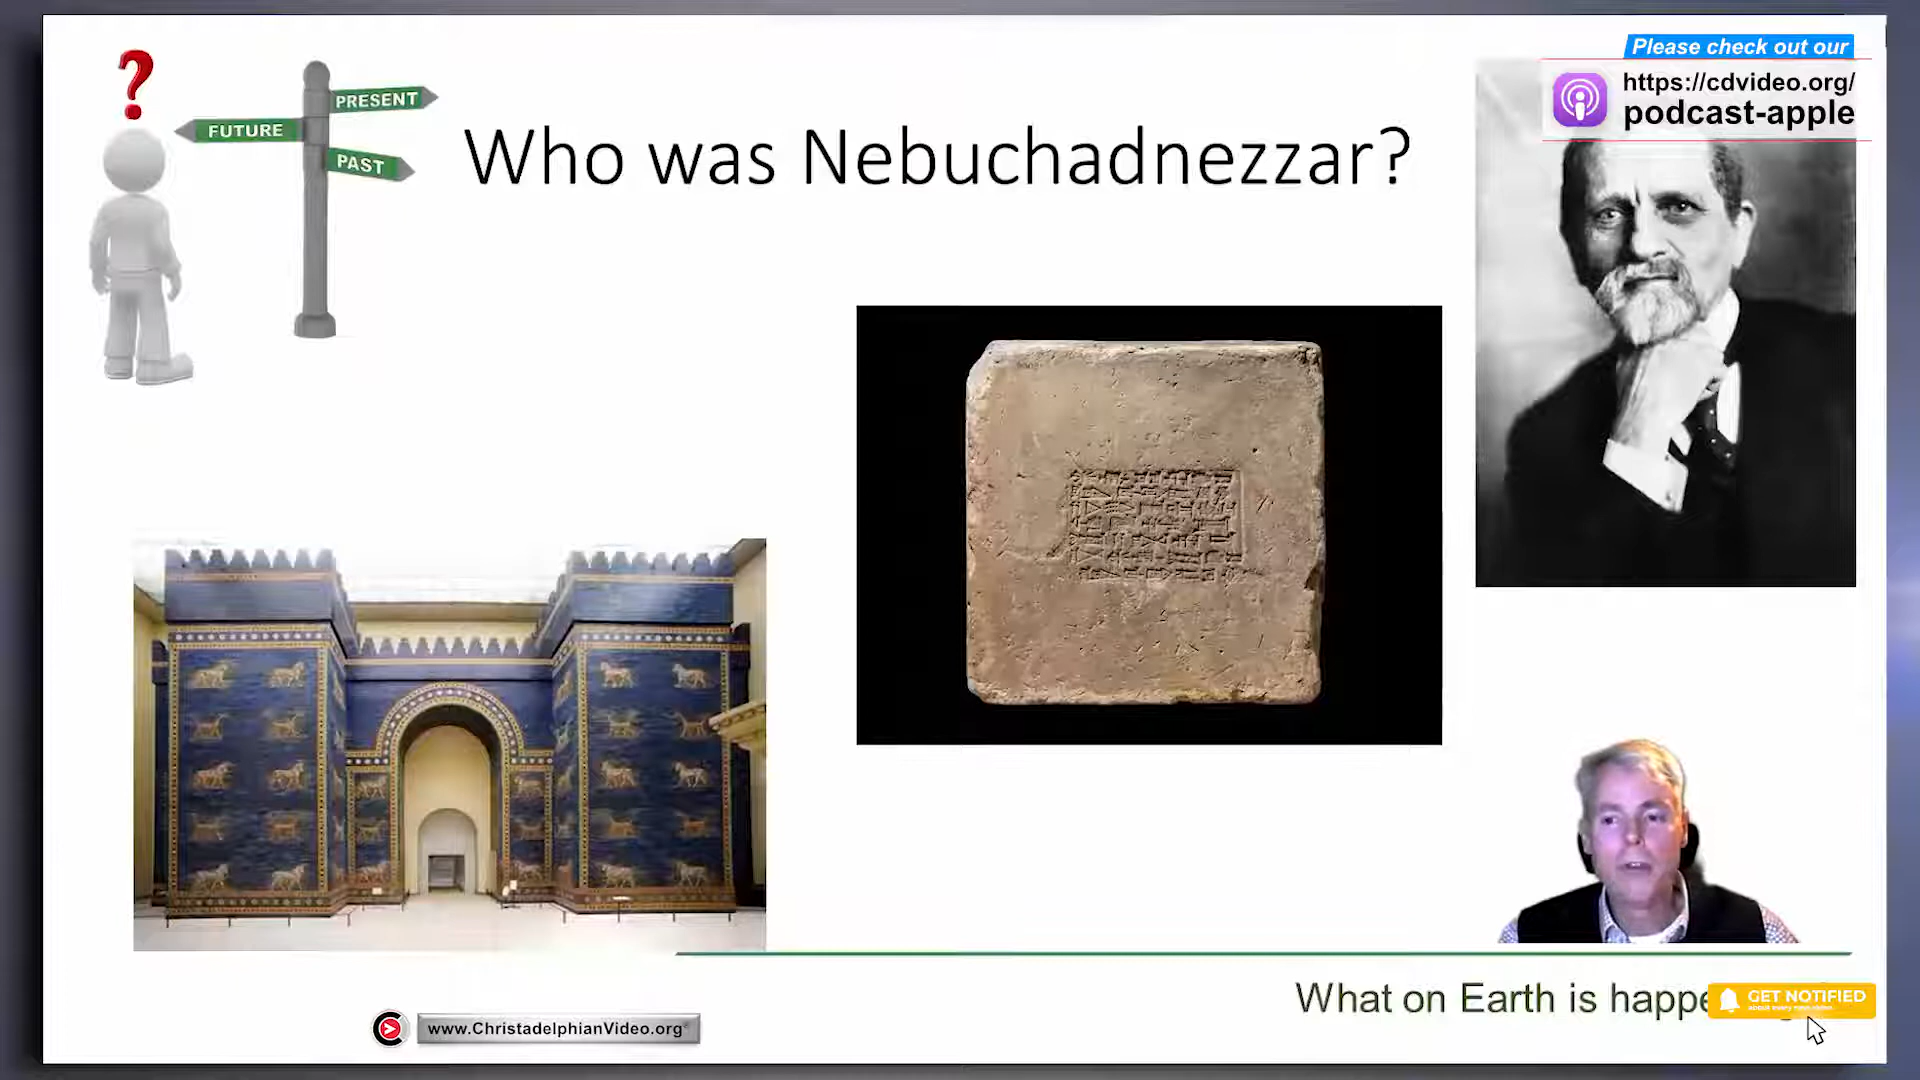 Please check out our
https://cdvideo.org/
podcast-apple
?
PRESENT
FUTURE
PAST
Who was Nebuchadnezzar?
What on Earth is happe
GET NOTIFIED
www.ChristadelphianVideo.org